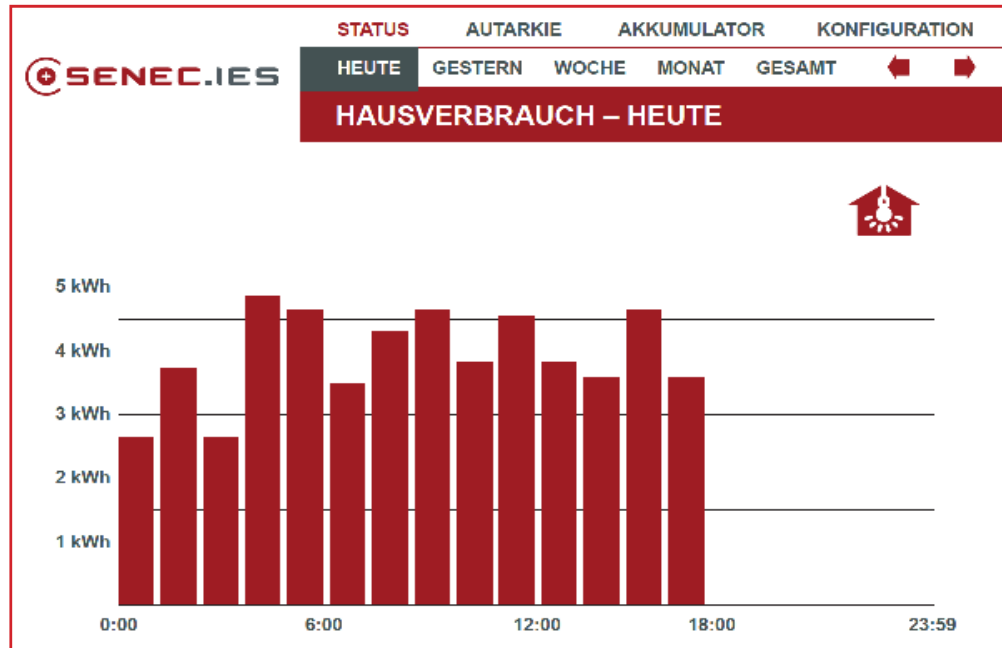 STATUS AUTARKIE AKKUMULATOR KONFIGURATION
SENEC.IES
HEUTE GESTERN WOCHE MONAT GESAMT
HAUSVERBRAUCH – HEUTE
5 kWh
4 kWh
3 kWh
2 kWh
1 kWh
0:00 6:00 12:00 18:00 23:59